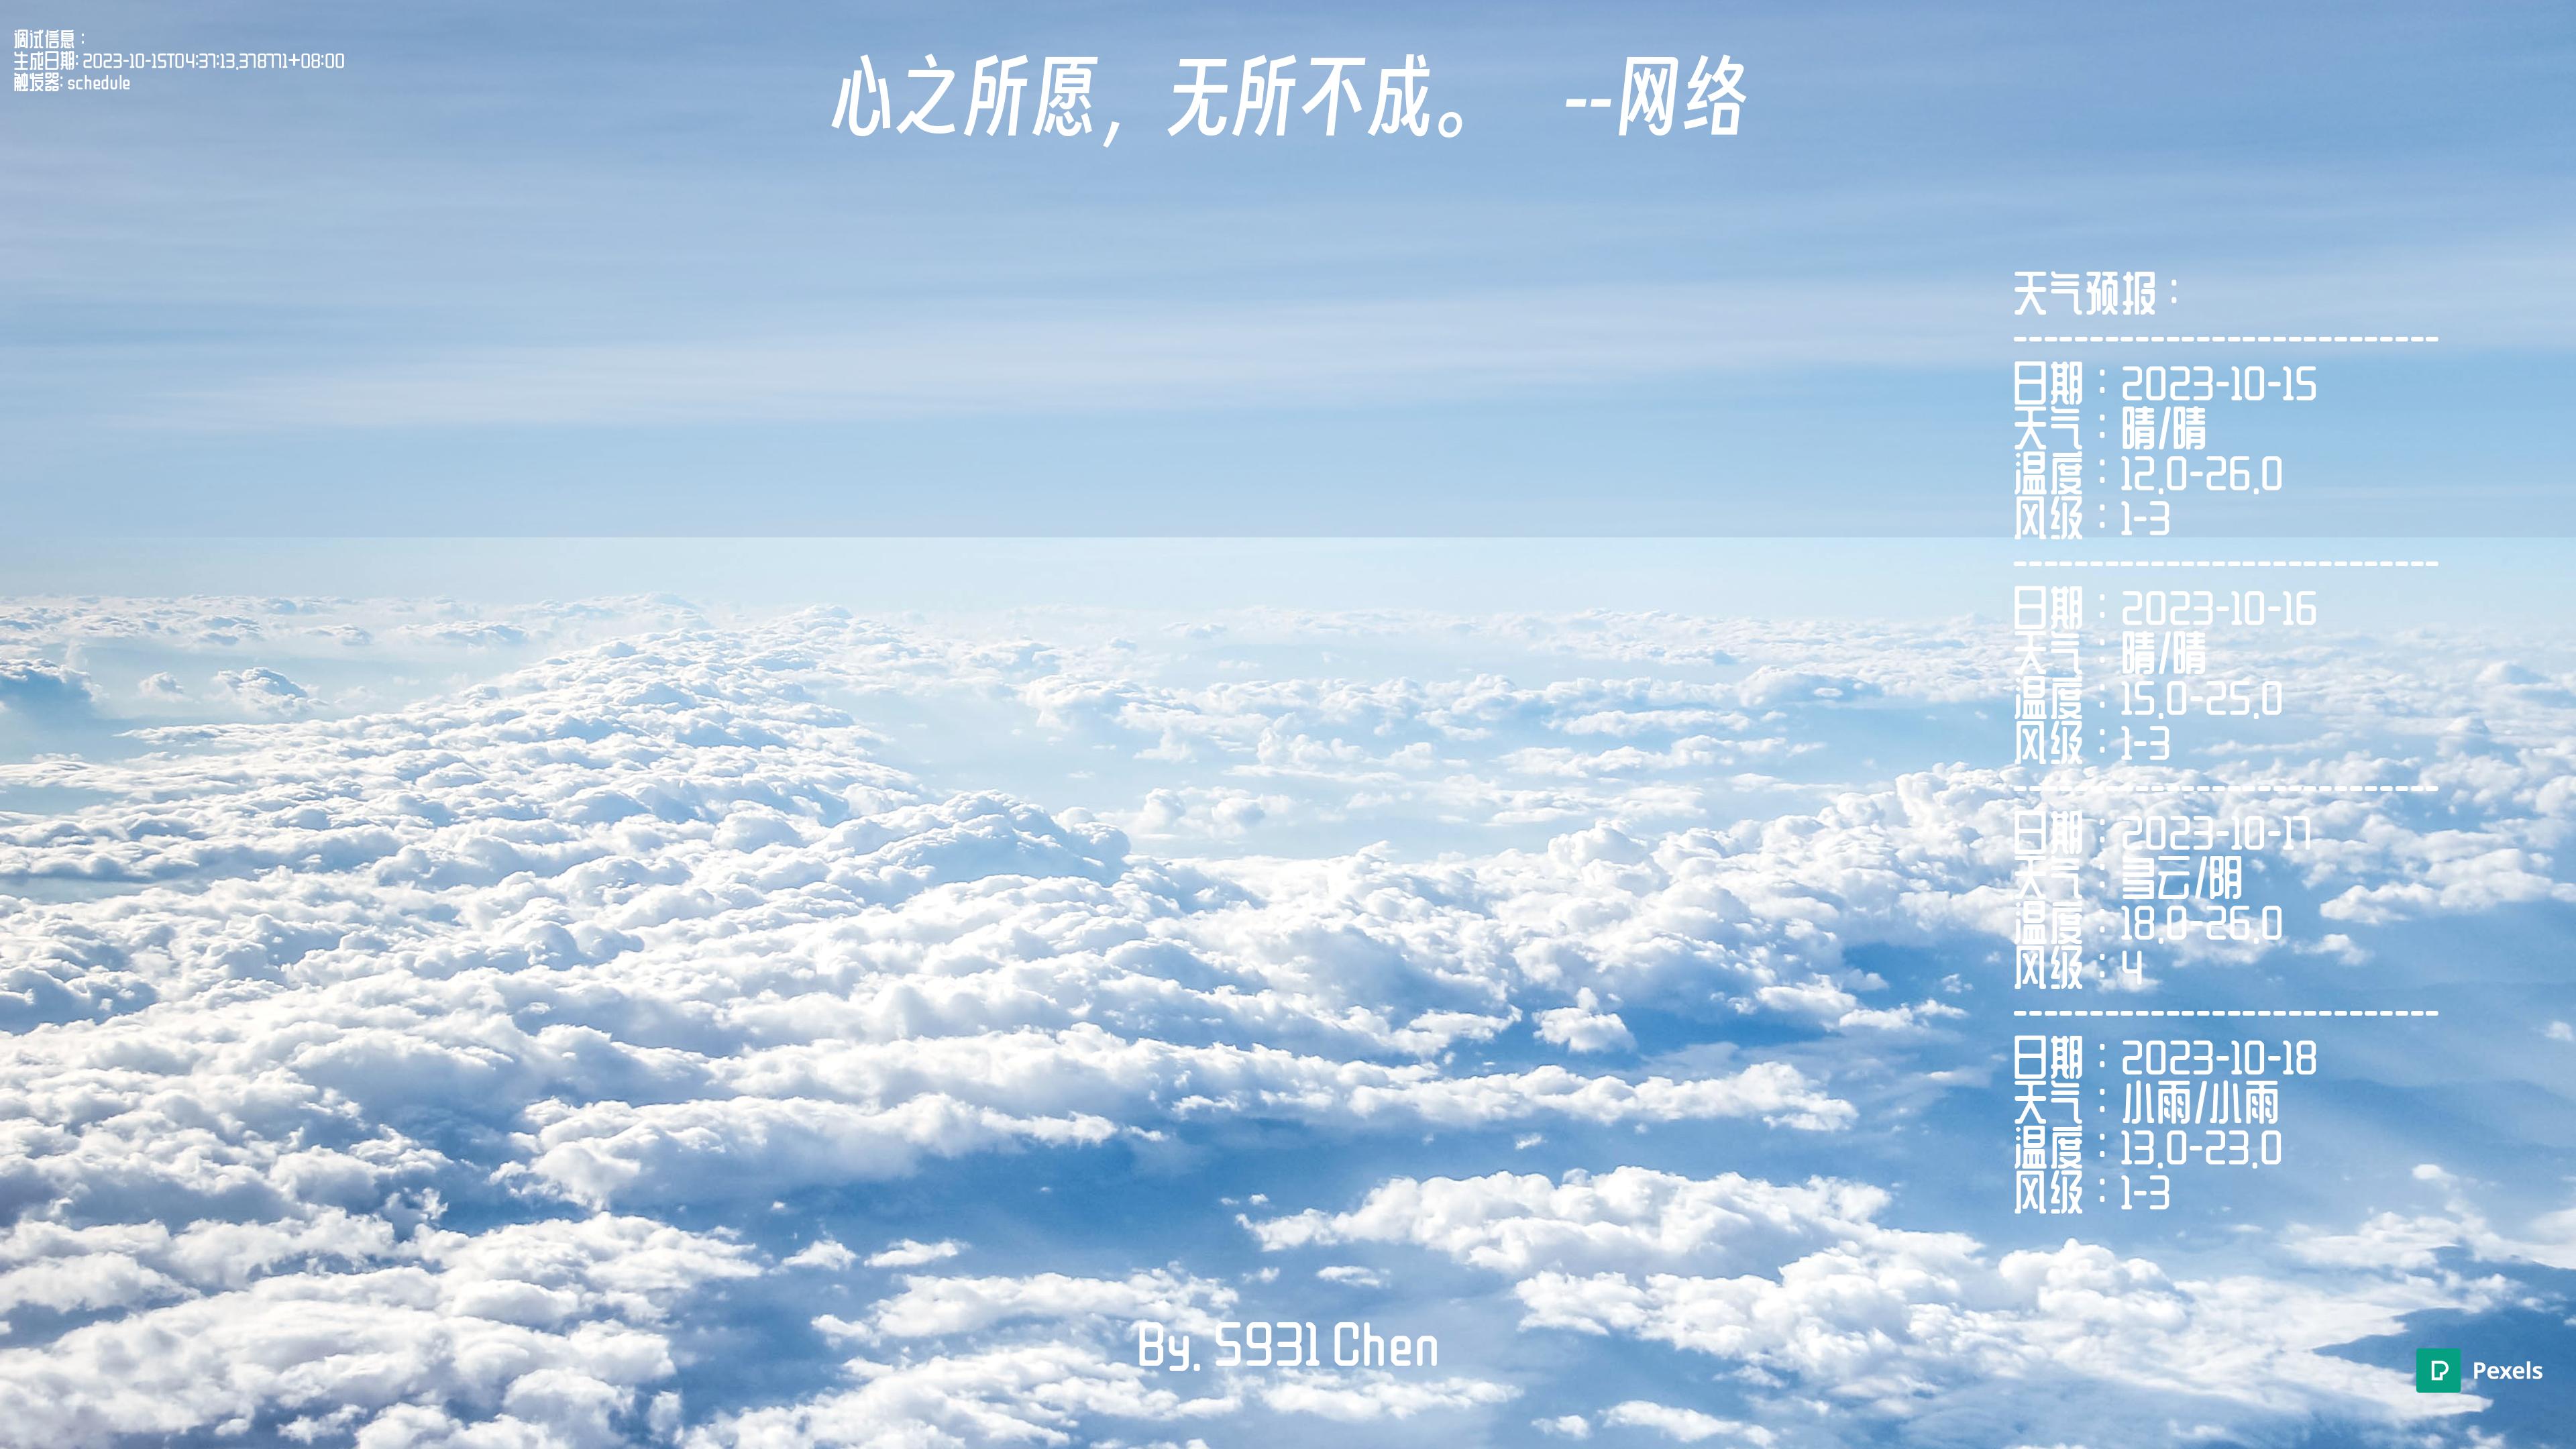 调试信息：
生成日期: 2023-10-15T04:37:13.378771+08:00
触发器: schedule
心之所愿，无所不成。 --网络
天气预报：
----------------------------
日期：2023-10-15
天气：晴/晴
温度：12.0-26.0
风级：1-3
----------------------------
日期：2023-10-16
天气：晴/晴
温度：15.0-25.0
风级：1-3
----------------------------
日期：2023-10-17
天气：多云/阴
温度：18.0-26.0
风级：4
----------------------------
日期：2023-10-18
天气：小雨/小雨
温度：13.0-23.0
风级：1-3
By. S931 Chen
Pexels